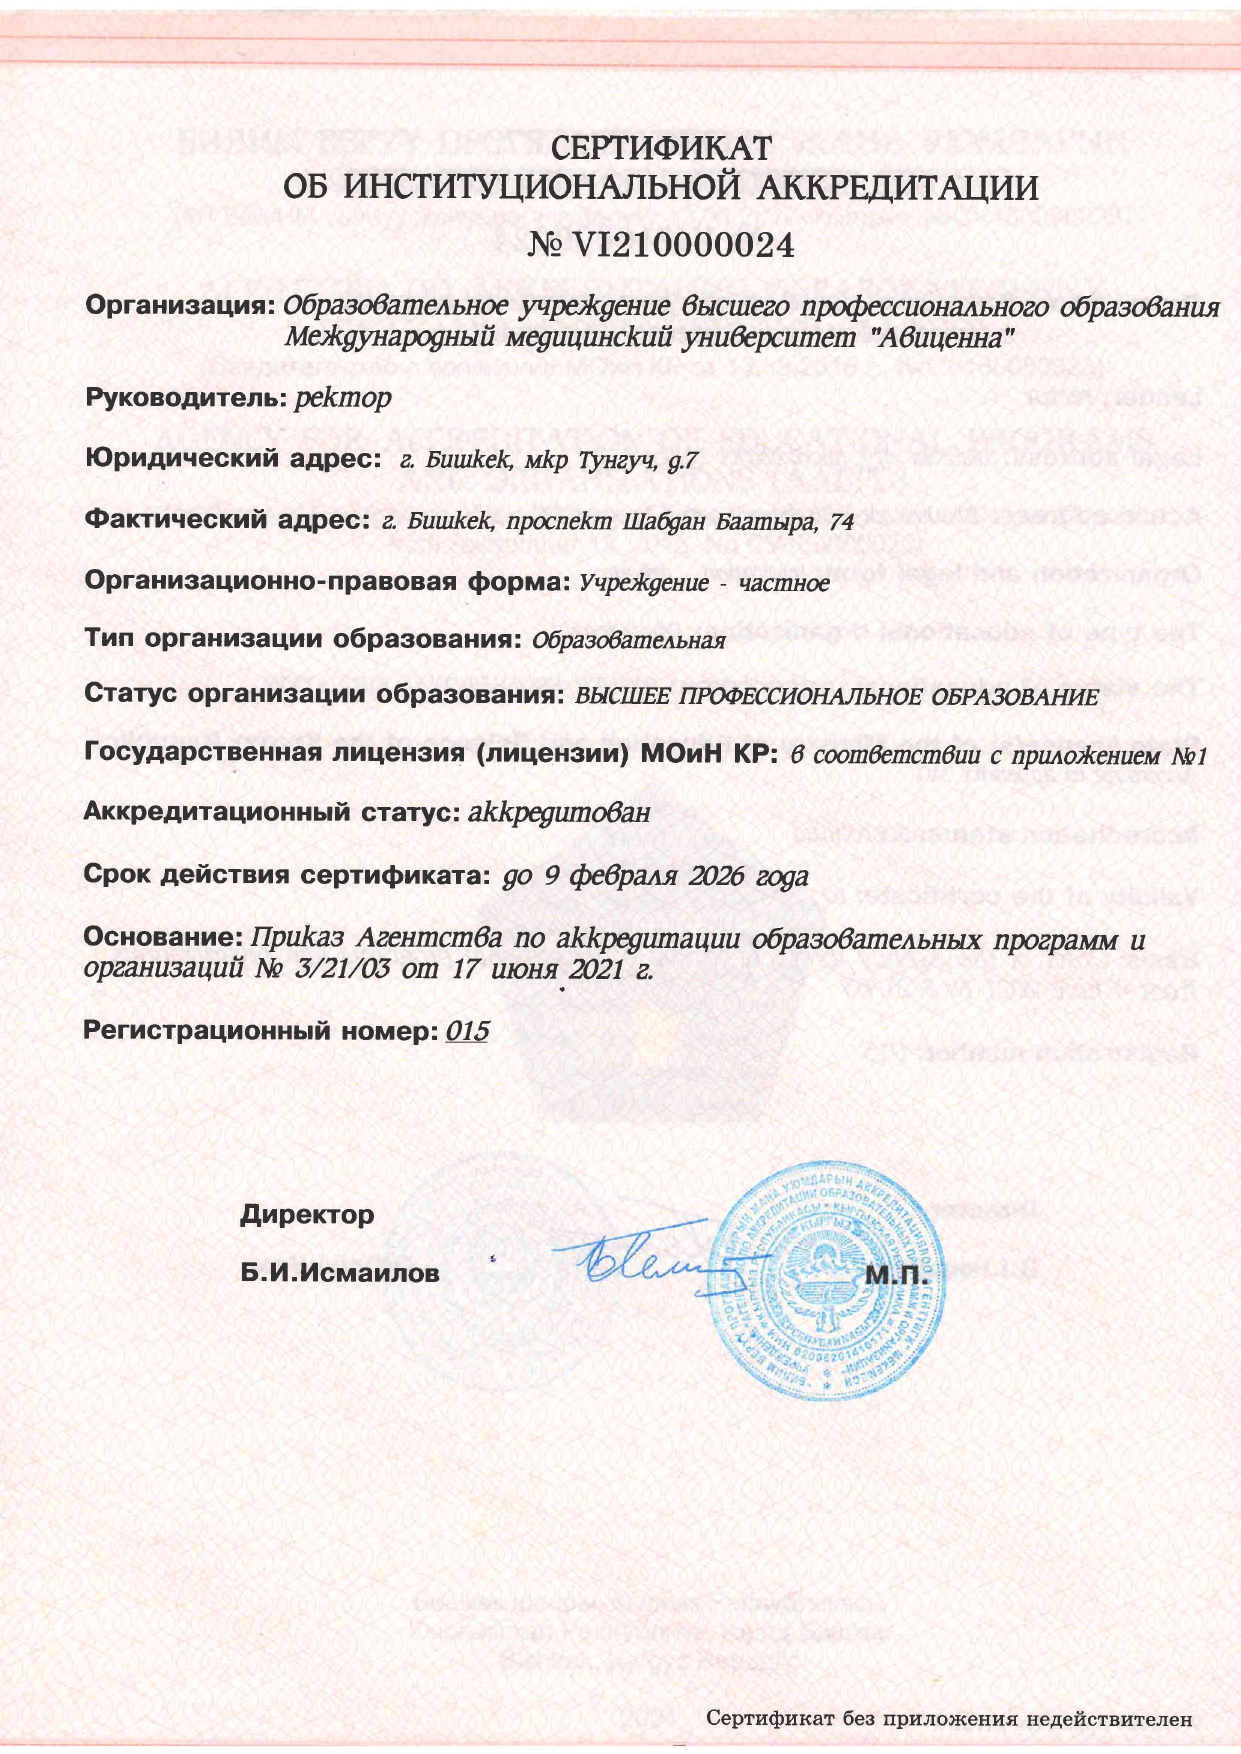 СЕРТИФИКАТ
ОБ ИНСТИТУЦИОНАЛЬНОЙ АККРЕДИТАЦИИ
№ VI210000024
Организация: Образовательное учреждение высшего профессионального образования
Международный медицинский университет "Авиценна"
Руководитель: ректор
Юридический адрес: г. Бишкек, мкр Тунгуч, д.7
Фактический адрес: г. Бишкек, проспект Шабдан Баатыра, 74
Организационно-правовая форма: Учреждение - частное
Тип организации образования: Образовательная
Статус организации образования: ВЫСШЕЕ ПРОФЕССИОНАЛЬНОЕ ОБРАЗОВАНИЕ
Государственная лицензия (лицензии) МОиН КР: в соответствии с приложением №1
Аккредитационный статус: аккредитован
Срок действия сертификата: до 9 февраля 2026 года
Основание: Приказ Агентства по аккредитации образовательных программ и
организаций № 3/21/03 от 17 июня 2021 г.
Регистрационный номер: 015
Директор
Б.И.Исмаилов
М.П.
Сертификат без приложения недействителен